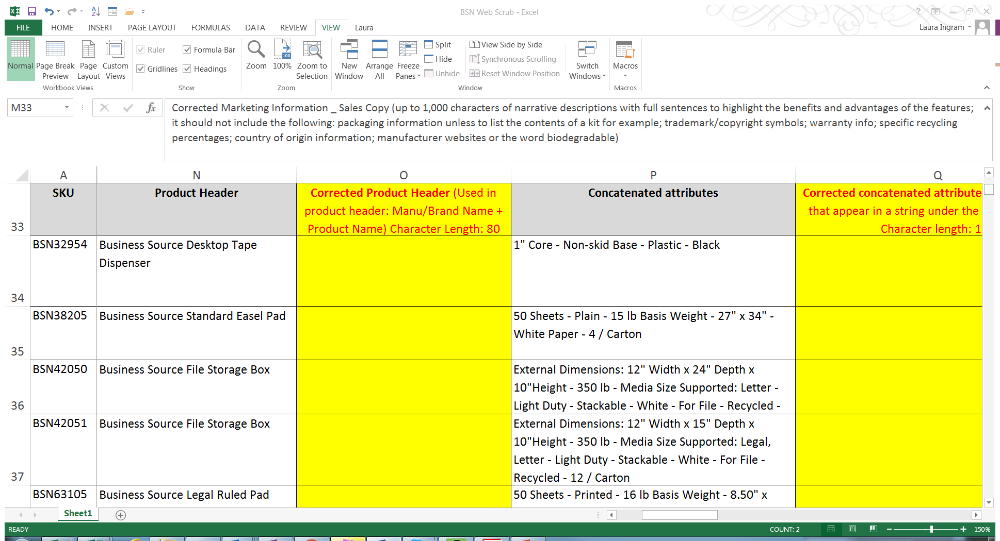 BSN Web Scrub - Excel
?
FILE HOME INSERT PAGE LAYOUT FORMULAS DATA REVIEW VIEW Laura
Laura Ingram
Normal
Page Break
Preview
Page
Layout
Custom
Views
Workbook Views
Ruler
Formula Bar
Gridlines
Headings
Show
Zoom
100
100%
Zoom to
Selection
Zoom
New
Window
Arrange
All
Freeze
Panes
Split
Hide
Unhide
View Side by Side
Synchronous Scrolling
Reset Window Position
Window
Switch
Windows
Macros
Macros
M33
fx
Corrected Marketing Information _ Sales Copy (up to 1,000 characters of narrative descriptions with full sentences to highlight the benefits and advantages of the features;
it should not include the following: packaging information unless to list the contents of a kit for example; trademark/copyright symbols; warranty info; specific recycling
percentages; country of origin information; manufacturer websites or the word biodegradable)
A N O P Q
33
SKU
Product Header
Corrected Product Header (Used in
product header: Manu/Brand Name +
Product Name) Character Length: 80
Concatenated attributes
Corrected concatenated attribute
that appear in a string under the
Character length: 1
34
BSN32954
Business Source Desktop Tape
Dispenser
1" Core - Non-skid Base - Plastic - Black
35
BSN38205
Business Source Standard Easel Pad
50 Sheets - Plain - 15 lb Basis Weight - 27" x 34" -
White Paper - 4 / Carton
36
BSN42050
Business Source File Storage Box
External Dimensions: 12" Width x 24" Depth x
10"Height - 350 lb - Media Size Supported: Letter -
Light Duty - Stackable - White - For File - Recycled -
37
BSN42051
Business Source File Storage Box
External Dimensions: 12" Width x 15" Depth x
10"Height - 350 lb - Media Size Supported: Legal,
Letter - Light Duty - Stackable - White - For File -
Recycled - 12 / Carton
BSN63105
Business Source Legal Ruled Pad
50 Sheets - Printed - 16 lb Basis Weight - 8.50" x
Sheet1
READY
COUNT: 2
150%